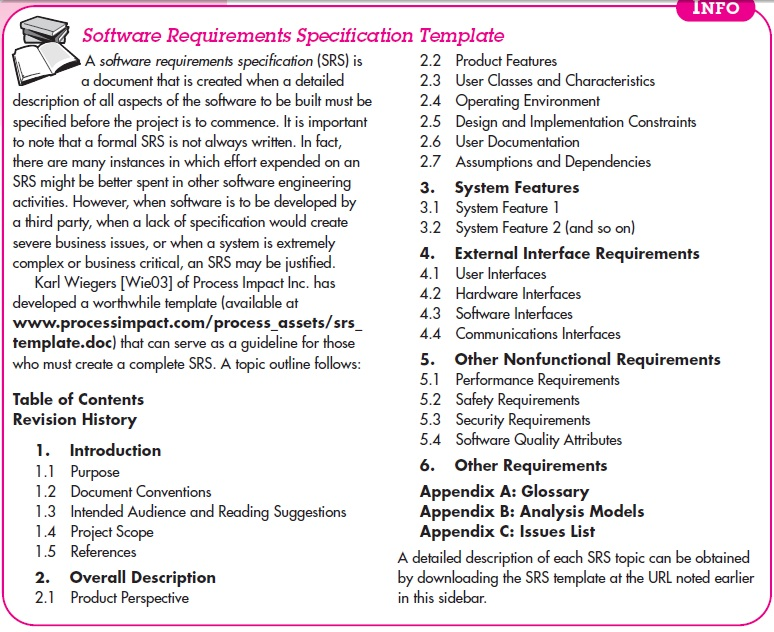 INFO
Software Requirements Specification Template
A software requirements specification (SRS) is
a document that is created when a detailed
description of all aspects of the software to be built must be
specified before the project is to commence. It is important
to note that a formal SRS is not always written. In fact,
there are many instances in which effort expended on an
SRS might be better spent in other software engineering
activities. However, when software is to be developed by
a third party, when a lack of specification would create
severe business issues, or when a system is extremely
complex or business critical, an SRS may be justified.
Karl Wiegers [Wie03] of Process Impact Inc. has
developed a worthwhile template (available at
www.processimpact.com/process_assets/srs_
template.doc) that can serve as a guideline for those
who must create a complete SRS. A topic outline follows:
Table of Contents
Revision History
1. Introduction
1.1 Purpose
1.2 Document Conventions
1.3 Intended Audience and Reading Suggestions
1.4 Project Scope
1.5 References
2. Overall Description
2.1 Product Perspective
2.2 Product Features
2.3 User Classes and Characteristics
2.4 Operating Environment
2.5 Design and Implementation Constraints
2.6 User Documentation
2.7 Assumptions and Dependencies
3. System Features
3.1 System Feature 1
3.2 System Feature 2 (and so on)
4. External Interface Requirements
4.1 User Interfaces
4.2 Hardware Interfaces
4.3 Software Interfaces
4.4 Communications Interfaces
5. Other Nonfunctional Requirements
5.1 Performance Requirements
5.2 Safety Requirements
5.3 Security Requirements
5.4 Software Quality Attributes
6. Other Requirements
Appendix A: Glossary
Appendix B: Analysis Models
Appendix C: Issues List
A detailed description of each SRS topic can be obtained
by downloading the SRS template at the URL noted earlier
in this sidebar.